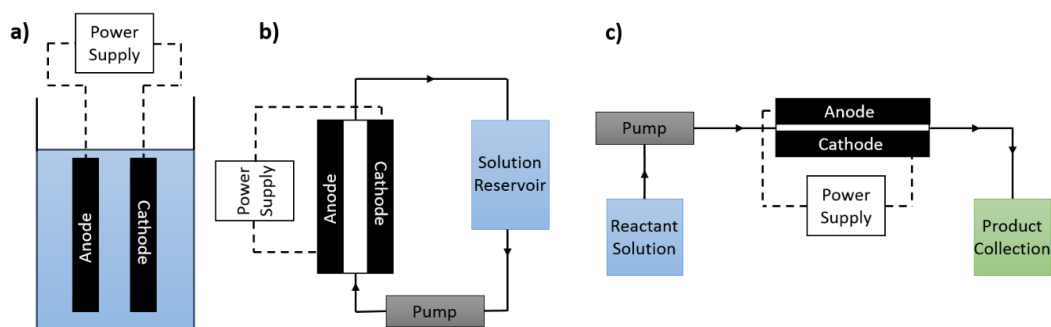 a)
Power
Supply
Anode
Cathode
b)
Power
Supply
Anode
Cathode
Solution
Reservoir
Pump
c)
Pump
Reactant
Solution
Anode
Cathode
Power
Supply
Product
Collection